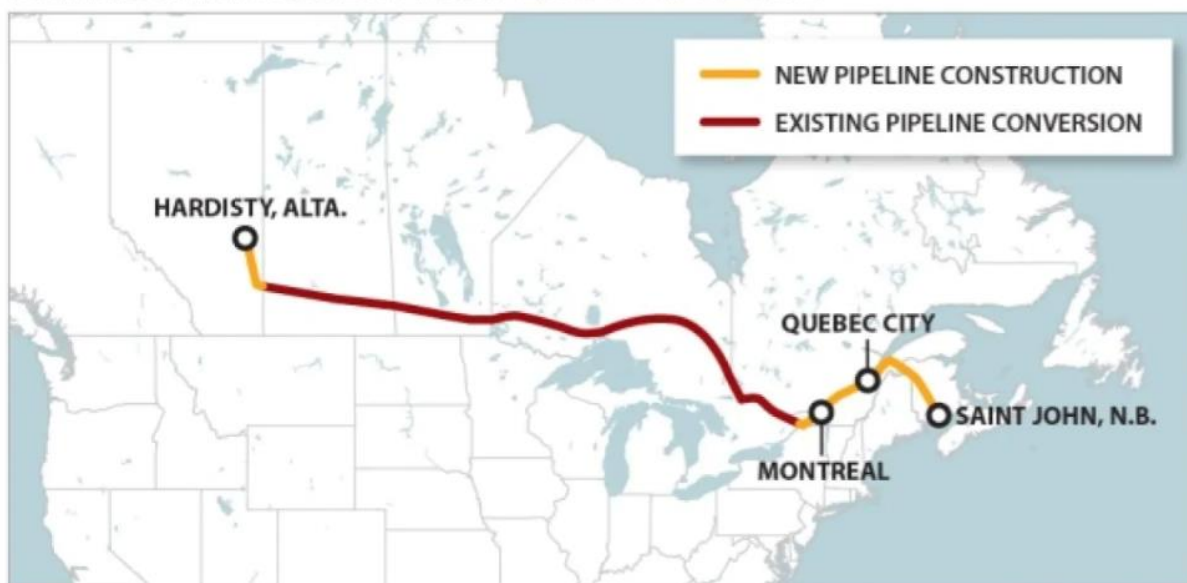 NEW PIPELINE CONSTRUCTION
EXISTING PIPELINE CONVERSION
HARDISTY, ALTA.
QUEBEC CITY
SAINT JOHN, N.B.
MONTREAL